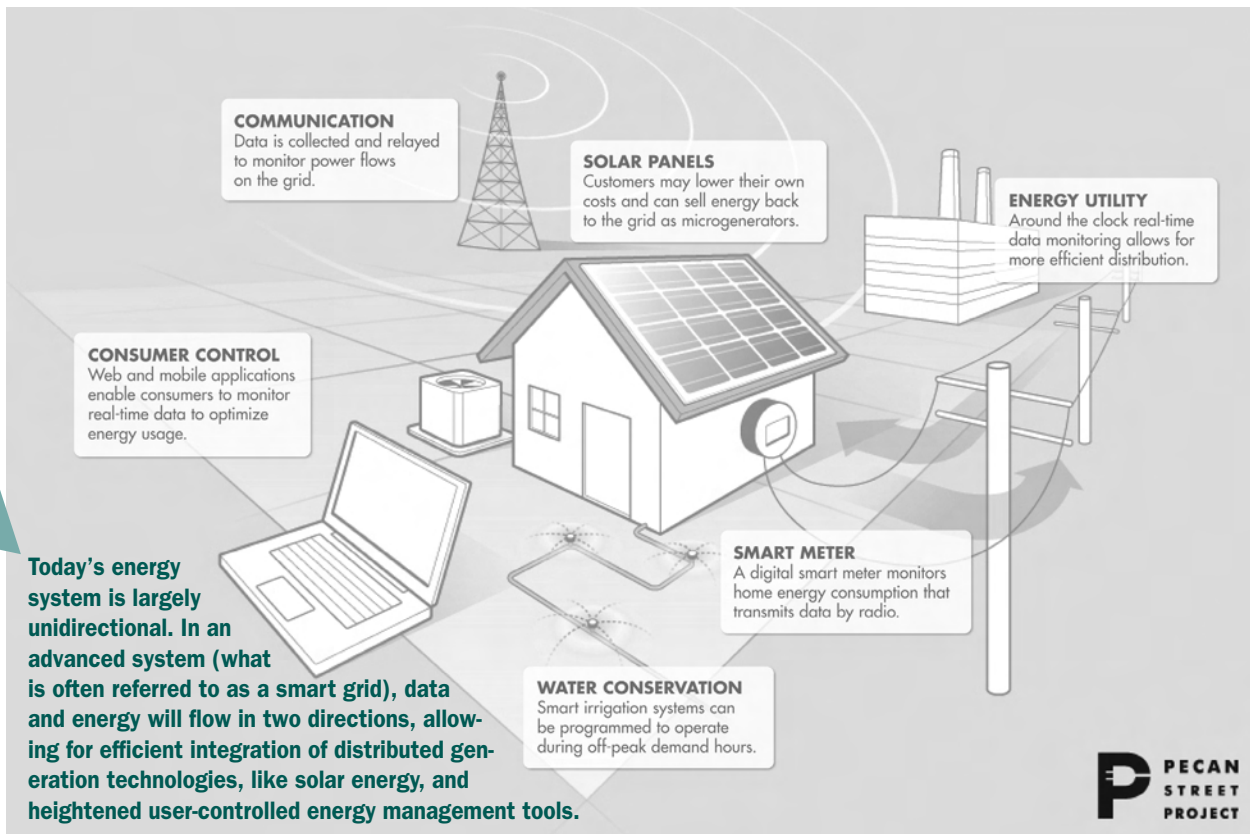 COMMUNICATION
Data is collected and relayed
to monitor power flows
on the grid.
SOLAR PANELS
Customers may lower their own
costs and can sell energy back
to the grid as microgenerators.
ENERGY UTILITY
Around the clock real-time
data monitoring allows for
more efficient distribution.
CONSUMER CONTROL
Web and mobile applications
enable consumers to monitor
real-time data to optimize
energy usage.
SMART METER
A digital smart meter monitors
home energy consumption that
transmits data by radio.
WATER CONSERVATION
Smart irrigation systems can
be programmed to operate
during off-peak demand hours.
Today’s energy
system is largely
unidirectional. In an
advanced system (what
is often referred to as a smart grid), data
and energy will flow in two directions, allow-
ing for efficient integration of distributed gen-
eration technologies, like solar energy, and
heightened user-controlled energy management tools.
PECAN
STREET
PROJECT